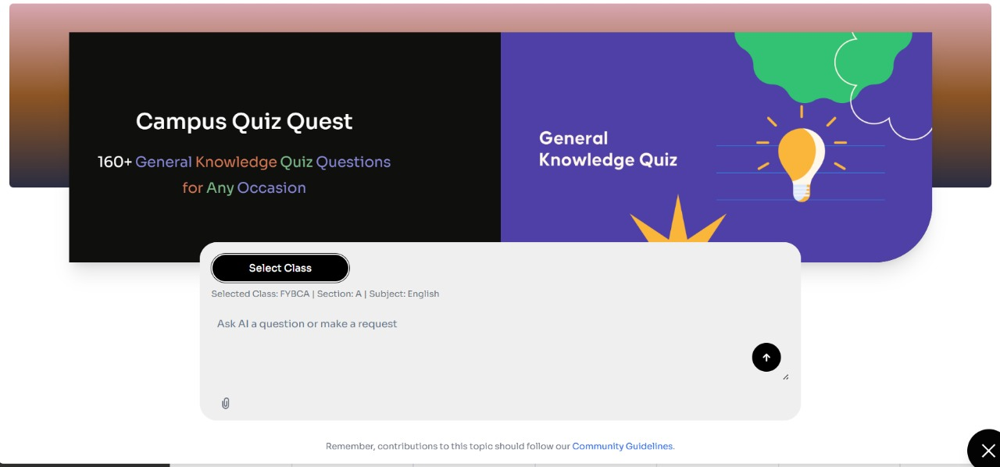 Campus Quiz Quest
160+ General Knowledge Quiz Questions
for Any Occasion
General
Knowledge Quiz
Select Class
Selected Class: FYBCA | Section: A | Subject: English
Ask AI a question or make a request
Remember, contributions to this topic should follow our Community Guidelines.